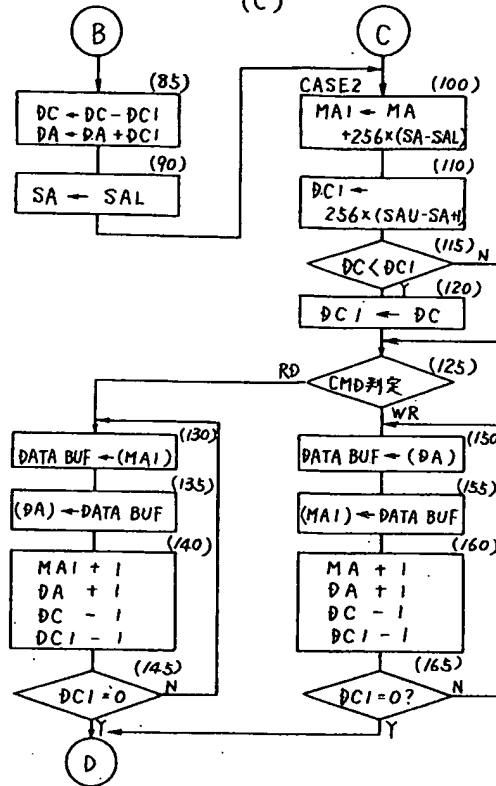 (C)
B
(85)
DC ← DC - DC1
DA ← DA + DC1
(90)
SA ← SAL
C
CASE2
(100)
MA1 ← MA
+256×(SA-SAL)
(110)
DC1 ←
256×(SAU-SA+1)
(115)
DC < DC1
N
Y
(120)
DC1 ← DC
(125)
CMD判定
RD
WR
(130)
DATA BUF ← (MA1)
(135)
(DA) ← DATA BUF
(140)
MA1 + 1
DA + 1
DC - 1
DC1 - 1
(145)
DC1=0
N
Y
D
(150)
DATA BUF ← (DA)
(155)
(MA1) ← DATA BUF
(160)
MA + 1
DA + 1
DC - 1
DC1 - 1
(165)
DC1=0?
N
Y